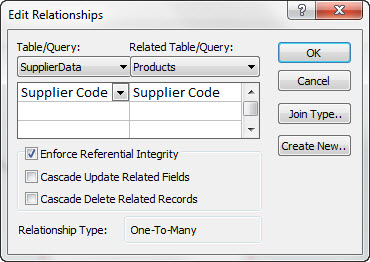 Edit Relationships
Table/Query: Related Table/Query:
SupplierData Products
Supplier Code Supplier Code
Enforce Referential Integrity
Cascade Update Related Fields
Cascade Delete Related Records
Relationship Type: One-To-Many
OK
Cancel
Join Type..
Create New..